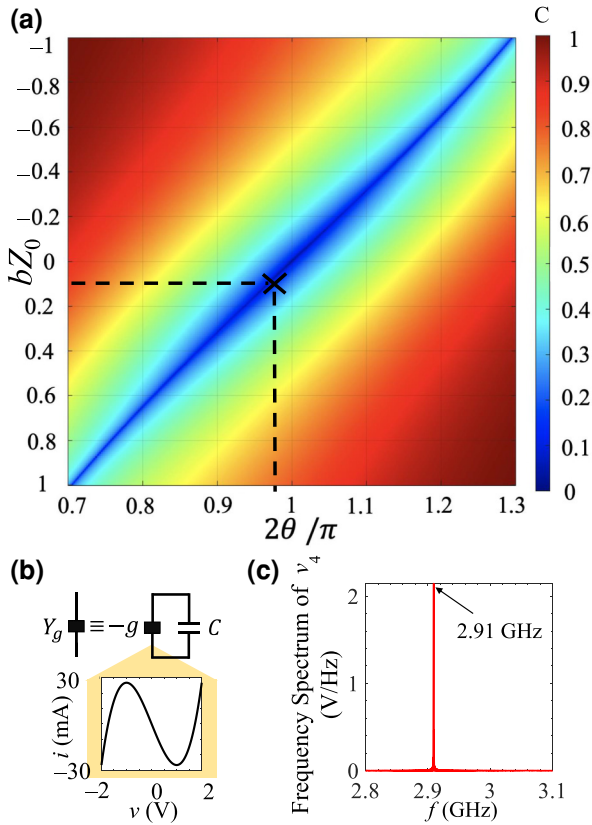 (a)
C
−1
−0.8
−0.6
−0.4
−0.2
0
0.2
0.4
0.6
0.8
1
bZ₀
0.7 0.8 0.9 1 1.1 1.2 1.3
2θ /π
1
0.9
0.8
0.7
0.6
0.5
0.4
0.3
0.2
0.1
0
(b)
Y_g ≡ −g C
30
−30
i (mA)
−2 2
v (V)
(c)
Frequency Spectrum of v₄
(V/Hz)
2
1
0
2.91 GHz
2.8 2.9 3 3.1
f (GHz)